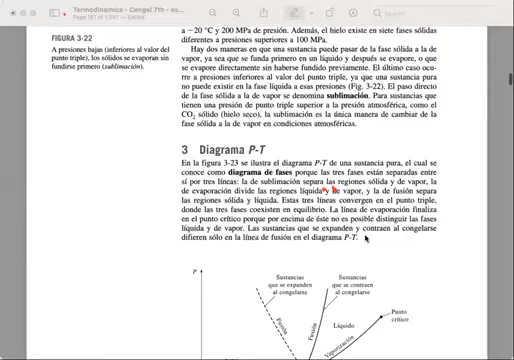 Termodinamica - Cengel 7th - es...
Page 151 of 1,041 — Edited
Search
a −20 °C y 200 MPa de presión. Además, el hielo existe en siete fases sólidas
diferentes a presiones superiores a 100 MPa.
FIGURA 3-22
A presiones bajas (inferiores al valor del
punto triple), los sólidos se evaporan sin
fundirse primero (sublimación).
Hay dos maneras en que una sustancia puede pasar de la fase sólida a la de
vapor, ya sea que se funda primero en un líquido y después se evapore, o que
se evapore directamente sin haberse fundido previamente. El último caso ocu-
rre a presiones inferiores al valor del punto triple, ya que una sustancia pura
no puede existir en la fase líquida a esas presiones (Fig. 3-22). El paso directo
de la fase sólida a la de vapor se denomina sublimación. Para sustancias que
tienen una presión de punto triple superior a la presión atmosférica, como el
CO2 sólido (hielo seco), la sublimación es la única manera de cambiar de la
fase sólida a la de vapor en condiciones atmosféricas.
3 Diagrama P-T
En la figura 3-23 se ilustra el diagrama P-T de una sustancia pura, el cual se
conoce como diagrama de fases porque las tres fases están separadas entre
sí por tres líneas: la de sublimación separa las regiones sólida y de vapor, la
de evaporación divide las regiones líquida y de vapor, y la de fusión separa
las regiones sólida y líquida. Estas tres líneas convergen en el punto triple,
donde las tres fases coexisten en equilibrio. La línea de evaporación finaliza
en el punto crítico porque por encima de éste no es posible distinguir las fases
líquida y de vapor. Las sustancias que se expanden y contraen al congelarse
difieren sólo en la línea de fusión en el diagrama P-T.
P
Sustancias
que se expanden
al congelarse
Sustancias
que se contraen
al congelarse
Fusión
Fusión
Líquido
Punto
crítico
Vaporización